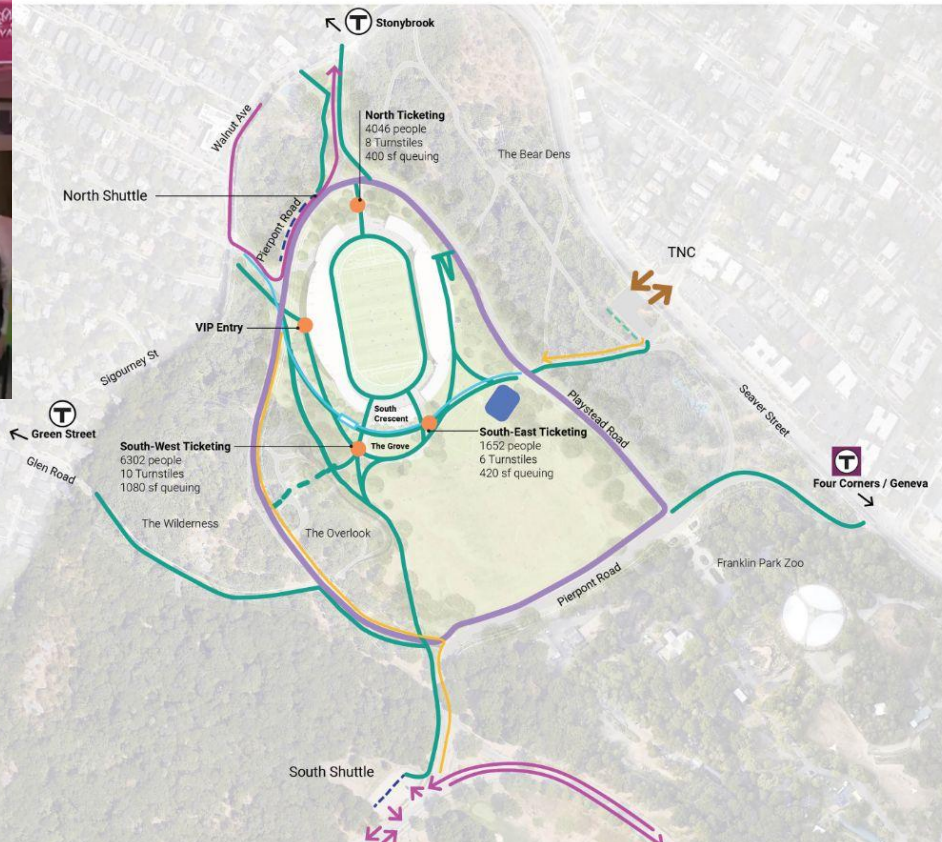 T Stonybrook
Walnut Ave
North Ticketing
4046 people
8 Turnstiles
400 sf queuing
The Bear Dens
North Shuttle
Pierpont Road
TNC
VIP Entry
Sigourney St
T
Green Street
South
Crescent
The Grove
Playstead Road
Seaver Street
South-West Ticketing
6302 people
10 Turnstiles
1080 sf queuing
South-East Ticketing
1652 people
6 Turnstiles
420 sf queuing
T
Four Corners / Geneva
Glen Road
The Wilderness
The Overlook
Franklin Park Zoo
Pierpont Road
South Shuttle